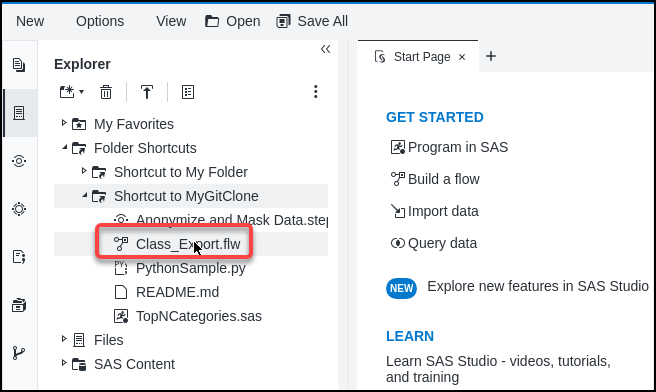 New Options View Open Save All
Explorer
Start Page
My Favorites
Folder Shortcuts
Shortcut to My Folder
Shortcut to MyGitClone
Anonymize and Mask Data.step
Class_Export.flw
PythonSample.py
README.md
TopNCategories.sas
Files
SAS Content
GET STARTED
Program in SAS
Build a flow
Import data
Query data
NEW Explore new features in SAS Studio
LEARN
Learn SAS Studio - videos, tutorials,
and training